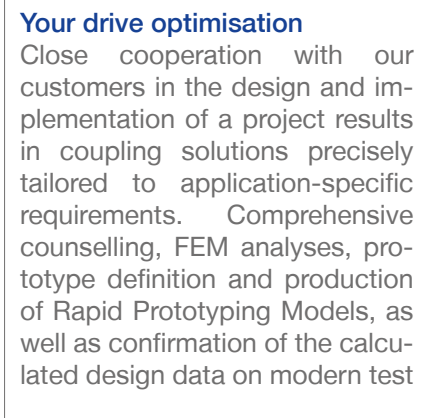 Your drive optimisation
Close cooperation with our
customers in the design and im-
plementation of a project results
in coupling solutions precisely
tailored to application-specific
requirements. Comprehensive
counselling, FEM analyses, pro-
totype definition and production
of Rapid Prototyping Models, as
well as confirmation of the calcu-
lated design data on modern test